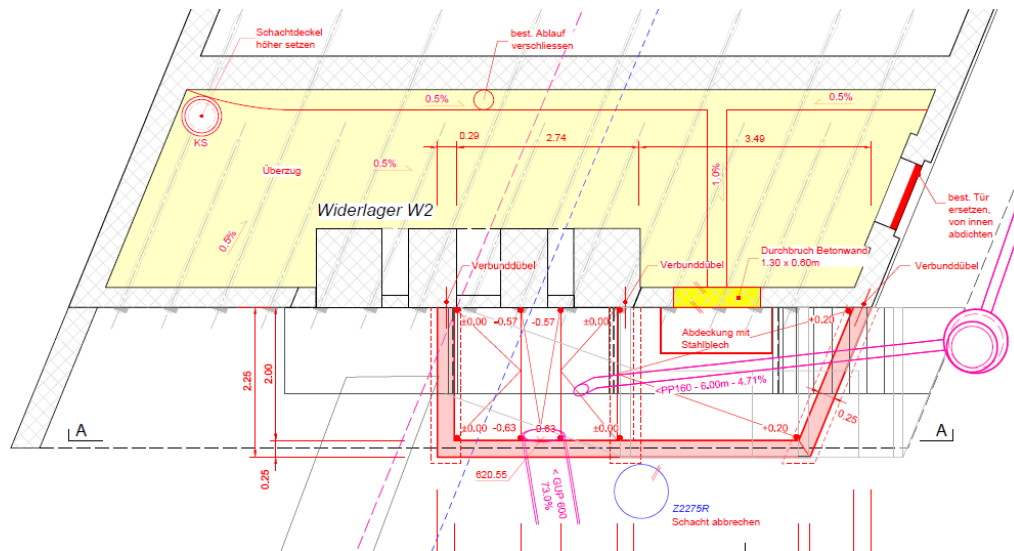 Schachtdeckel
höher setzen
best. Ablauf
verschliessen
0.5%
0.5%
KS
0.29
2.74
3.49
Überzug
0.5%
1.0%
best. Tür
ersetzen,
von innen
abdichten
Widerlager W2
0.5%
Durchbruch Betonwand
1.30 x 0.60m
Verbunddübel
Verbunddübel
Verbunddübel
±0.00
-0.57
-0.57
±0.00
+0.20
Abdeckung mit
Stahlblech
2.25
2.00
<PP160 - 6.00m - 4.71%
0.25
A
±0.00
-0.63
-0.63
±0.00
+0.20
A
0.25
620.55
< GUP 600
73.0%
Z2275R
Schacht abbrechen